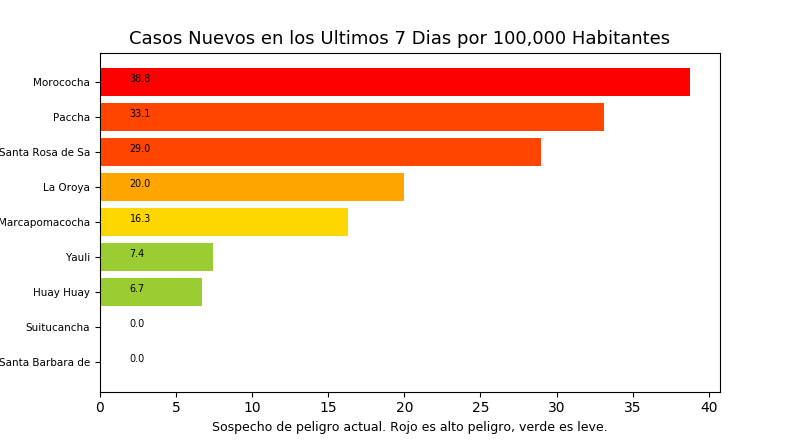 Casos Nuevos en los Ultimos 7 Dias por 100,000 Habitantes
Morococha 38.8
Paccha 33.1
Santa Rosa de Sa 29.0
La Oroya 20.0
Marcapomacocha 16.3
Yauli 7.4
Huay Huay 6.7
Suitucancha 0.0
Santa Barbara de 0.0
0 5 10 15 20 25 30 35 40
Sospecho de peligro actual. Rojo es alto peligro, verde es leve.